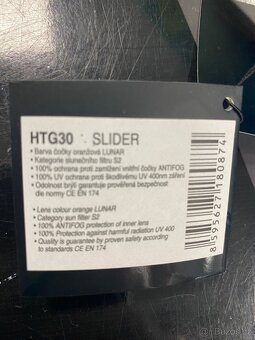 HTG30 . SLIDER
• Barva čočky oranžová LUNAR
• Kategorie slunečního filtru S2
• 100% ochrana proti zamlžení vnitřní čočky ANTIFOG
• 100% UV ochrana proti škodlivému UV 400nm záření
• Odolnost brýlí garantuje prověřená bezpečnost
dle normy CE EN 174
• Lens colour orange LUNAR
• Category sun filter S2
• 100% ANTIFOG protection of inner lens
• 100% Protection against harmful radiation UV 400
• Quality is guarantee by proven safety according
to standards CE EN 174
8595627180874